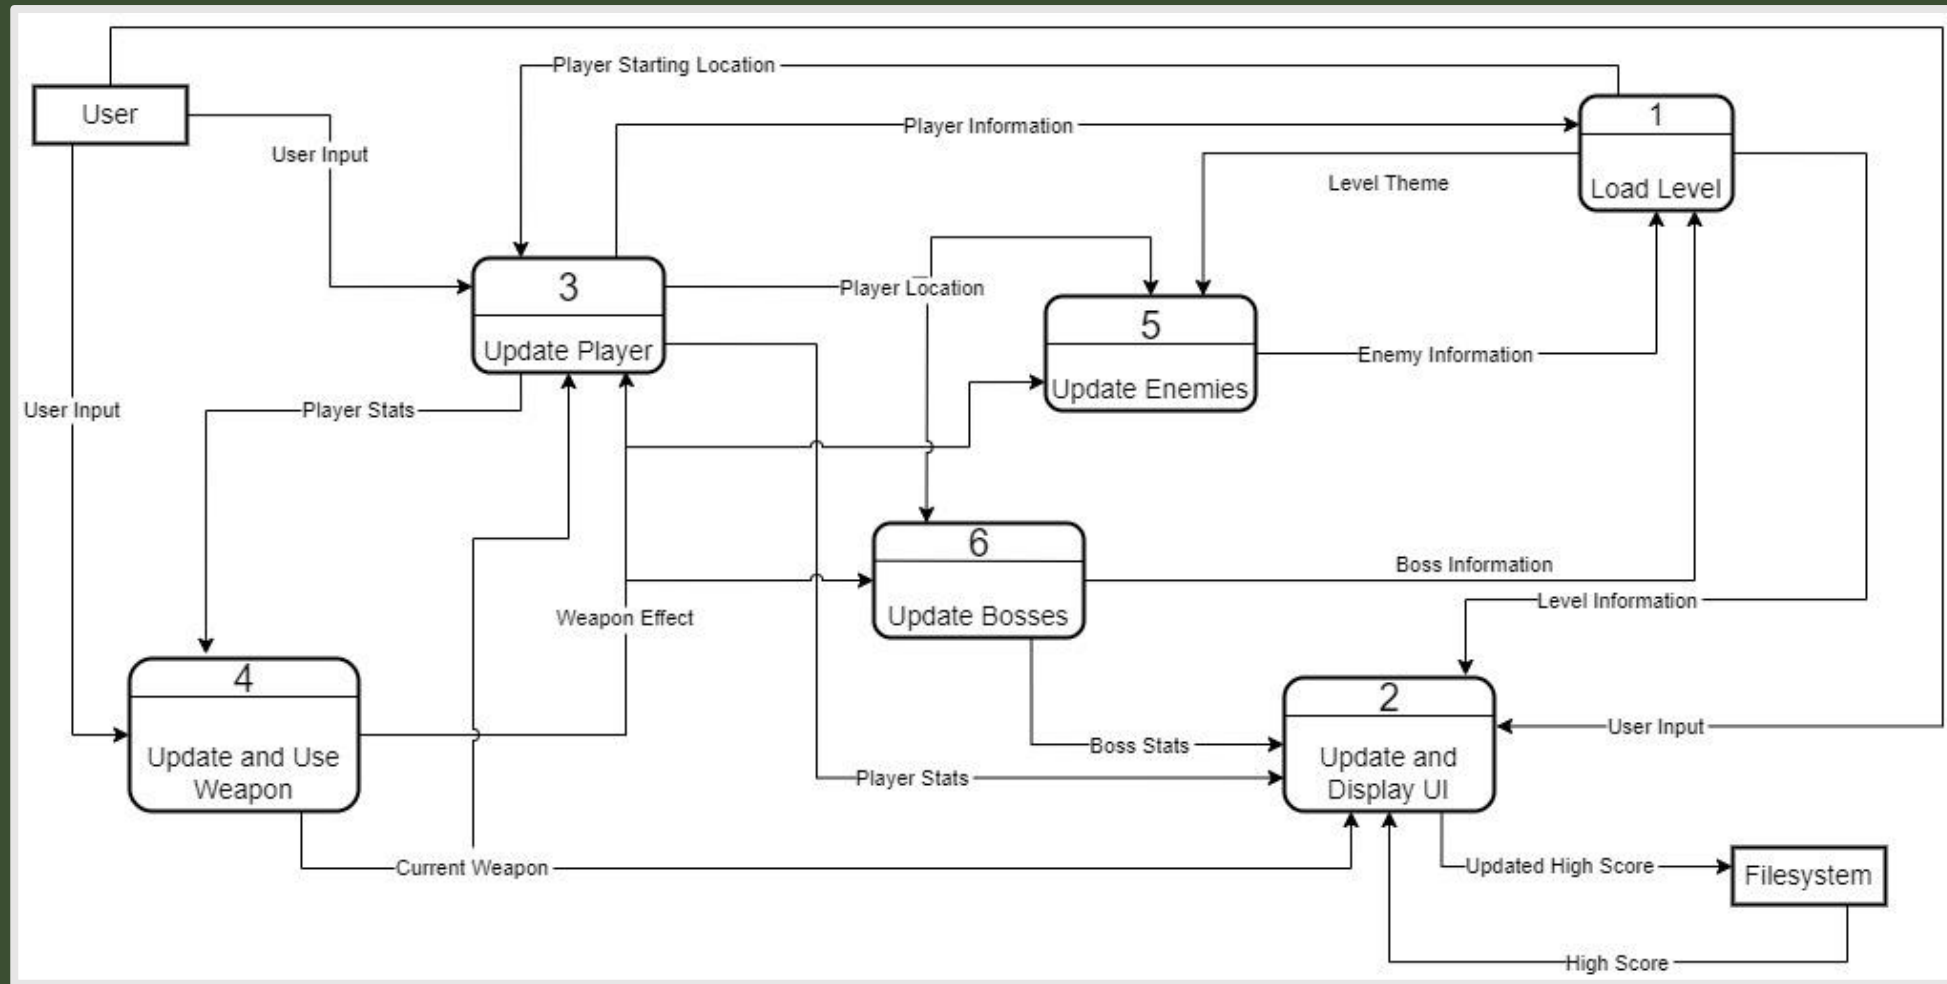 Player Starting Location
User
1
Player Information
User Input
Level Theme
Load Level
3
Player Location
5
Update Player
Enemy Information
Update Enemies
User Input
Player Stats
6
Boss Information
Level Information
Update Bosses
Weapon Effect
4
2
User Input
Boss Stats
Update and Use
Weapon
Update and
Display UI
Player Stats
Current Weapon
Updated High Score
Filesystem
High Score